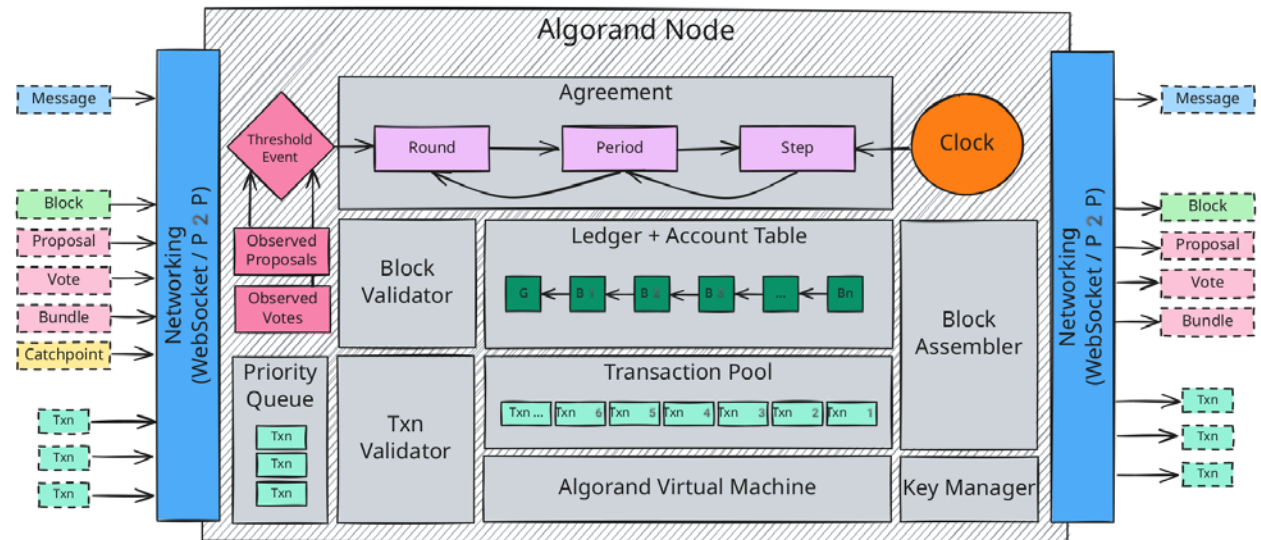 Algorand Node
Message
Block
Proposal
Vote
Bundle
Catchpoint
Txn
Txn
Txn
Networking
(WebSocket / P 2 P)
Threshold
Event
Observed
Proposals
Observed
Votes
Priority
Queue
Txn
Txn
Txn
Agreement
Round
Period
Step
Clock
Block
Validator
Txn
Validator
Ledger + Account Table
G
B 1
B 2
B 3
...
Bn
Transaction Pool
Txn ...
Txn 6
Txn 5
Txn 4
Txn 3
Txn 2
Txn 1
Algorand Virtual Machine
Block
Assembler
Key Manager
Networking
(WebSocket / P 2 P)
Message
Block
Proposal
Vote
Bundle
Txn
Txn
Txn